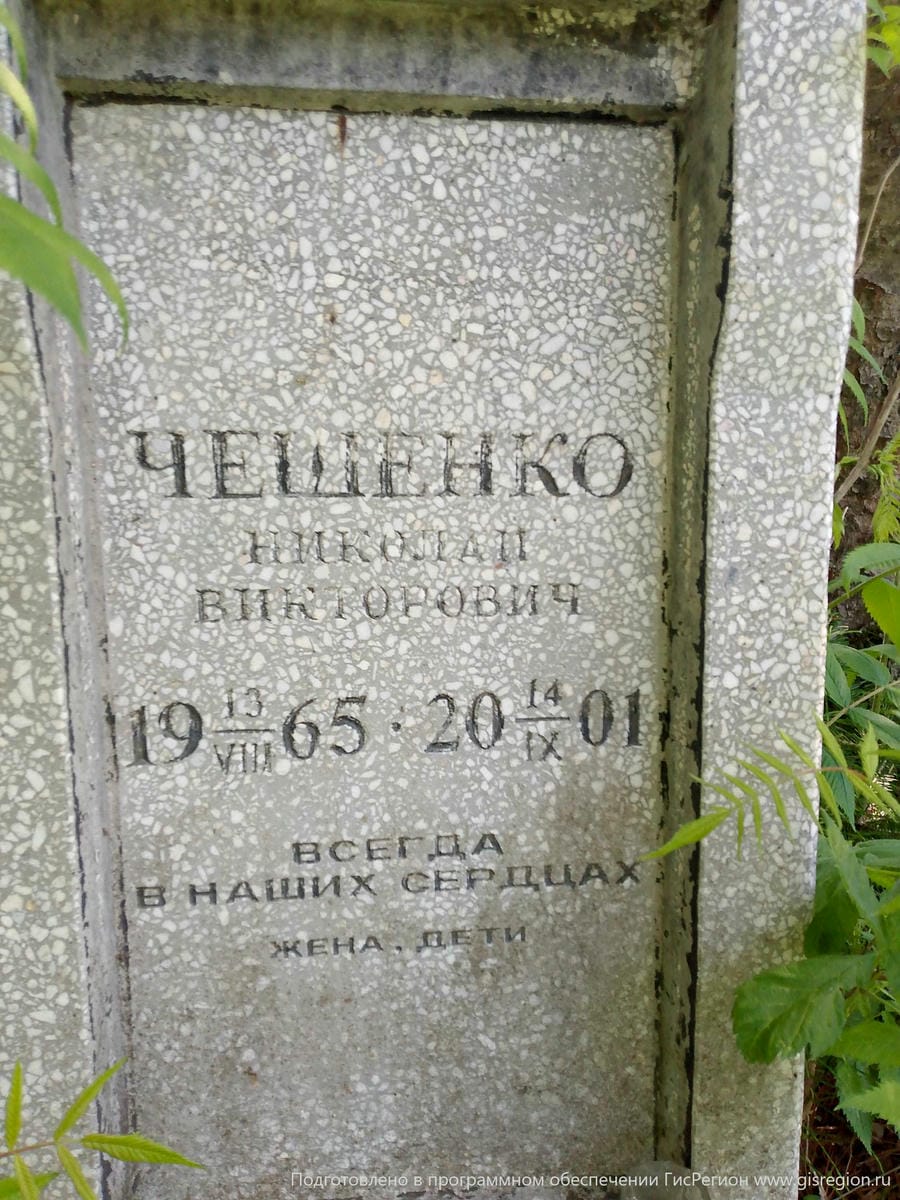 ЧЕШЕНКО
НИКОЛАЙ
ВИКТОРОВИЧ
19 13/VIII 65 · 20 14/IX 01
ВСЕГДА
В НАШИХ СЕРДЦАХ
ЖЕНА, ДЕТИ
Подготовлено в программном обеспечении ГисРегион www.gisregion.ru